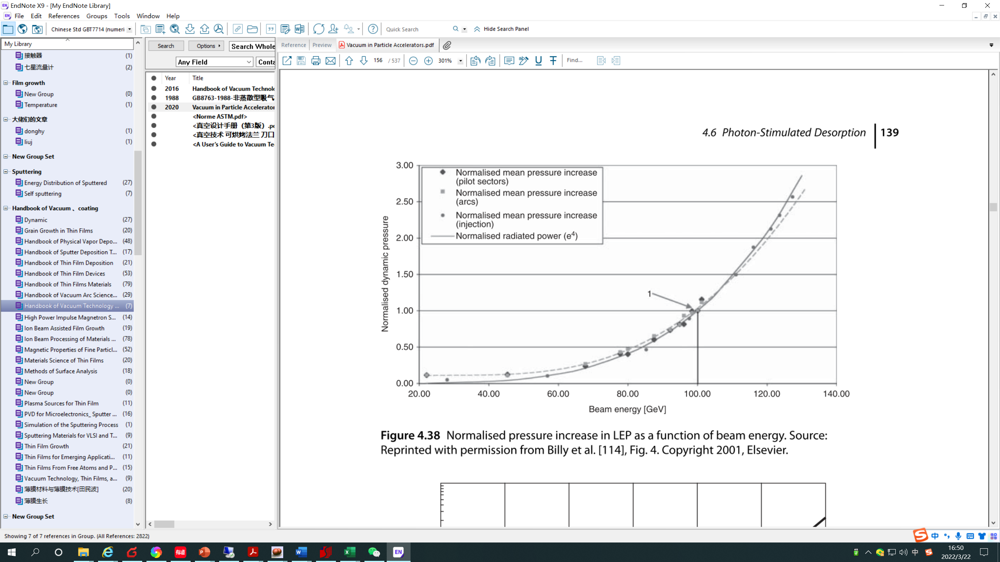 EndNote X9 - [My EndNote Library]
File Edit References Groups Tools Window Help
Chinese Std GBT7714 (numeri
Quick Search
Hide Search Panel
My Library
接触器 (1)
七星流量计 (2)
Film growth
New Group (0)
Temperature (1)
大佬们的文章
donghy (1)
liuj (1)
New Group Set
Sputtering
Energy Distribution of Sputtered (27)
Self sputtering (7)
Handbook of Vacuum 、coating
Dynamic (27)
Grain Growth in Thin Films (20)
Handbook of Physical Vapor Depo... (48)
Handbook of Sputter Deposition T... (17)
Handbook of Thin Film Deposition (21)
Handbook of Thin Film Devices (53)
Handbook of Thin Films Materials (79)
Handbook of Vacuum Arc Science... (29)
Handbook of Vacuum Technology ... (7)
High Power Impulse Magnetron S... (14)
Ion Beam Assisted Film Growth (19)
Ion Beam Processing of Materials ... (78)
Magnetic Properties of Fine Particl... (52)
Materials Science of Thin Films (20)
Methods of Surface Analysis (18)
New Group (0)
New Group (0)
Plasma Sources for Thin Film (11)
PVD for Microelectronics_ Sputter ... (16)
Simulation of the Sputtering Process (1)
Sputtering Materials for VLSI and T... (9)
Thin Film Growth (21)
Thin Films for Emerging Applicati... (11)
Thin Films From Free Atoms and P... (15)
Vacuum Technology, Thin Films, a... (9)
薄膜材料与薄膜技术[田民波] (20)
薄膜生长 (8)
New Group Set
Search Options Search Whole
Any Field Conta
Year Title
2016 Handbook of Vacuum Technol
1988 GB8763-1988-非蒸散型吸气
2020 Vacuum in Particle Accelerator
<Norme ASTM.pdf>
<真空设计手册（第3版）.p
<真空技术 可烘烤法兰 刀口
<A User's Guide to Vacuum Te
Reference Preview Vacuum in Particle Accelerators.pdf
156 / 537 301% Find...
4.6 Photon-Stimulated Desorption 139
3.00
2.50
2.00
1.50
1.00
0.50
0.00
Normalised dynamic pressure
Normalised mean pressure increase
(pilot sectors)
Normalised mean pressure increase
(arcs)
Normalised mean pressure increase
(injection)
Normalised radiated power (e⁴)
1
20.00 40.00 60.00 80.00 100.00 120.00 140.00
Beam energy [GeV]
Figure 4.38 Normalised pressure increase in LEP as a function of beam energy. Source:
Reprinted with permission from Billy et al. [114], Fig. 4. Copyright 2001, Elsevier.
Showing 7 of 7 references in Group. (All References: 2822)
中
有道
EN
中
16:50
2022/3/22